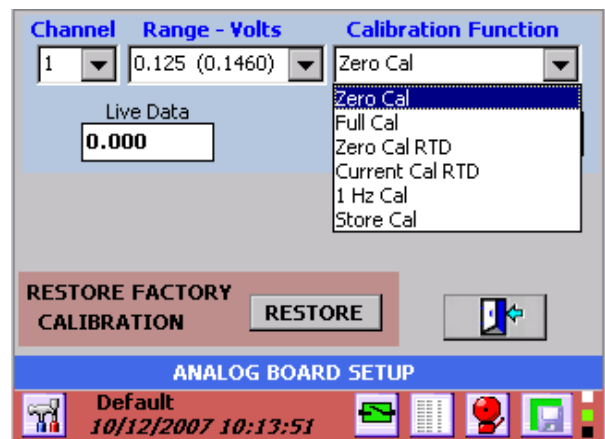 Channel Range - Volts Calibration Function
1 0.125 (0.1460) Zero Cal
Live Data
0.000
Zero Cal
Full Cal
Zero Cal RTD
Current Cal RTD
1 Hz Cal
Store Cal
RESTORE FACTORY
CALIBRATION
RESTORE
ANALOG BOARD SETUP
Default
10/12/2007 10:13:51